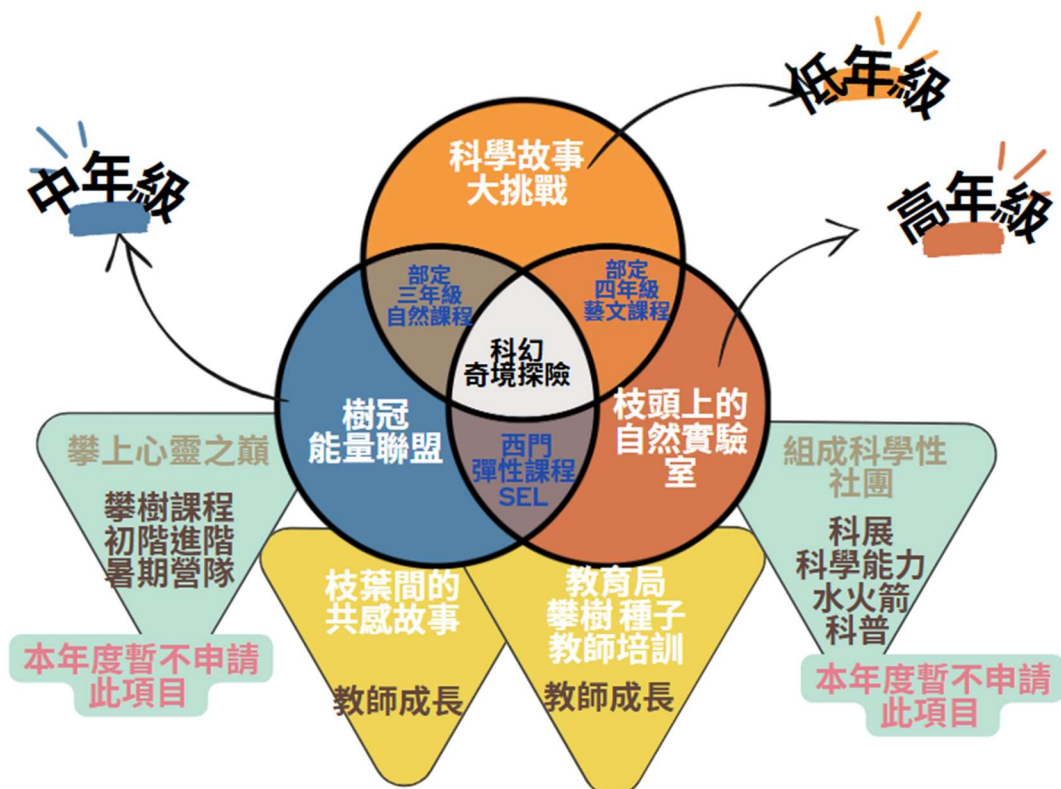 低年級
中年級
高年級
科學故事
大挑戰
部定
三年級
自然課程
部定
四年級
藝文課程
科幻
奇境探險
樹冠
能量聯盟
枝頭上的
自然實驗
室
西門
彈性課程
SEL
攀上心靈之巔
攀樹課程
初階進階
暑期營隊
本年度暫不申請
此項目
枝葉間的
共感故事
教師成長
教育局
攀樹 種子
教師培訓
教師成長
組成科學性
社團
科展
科學能力
水火箭
科普
本年度暫不申請
此項目